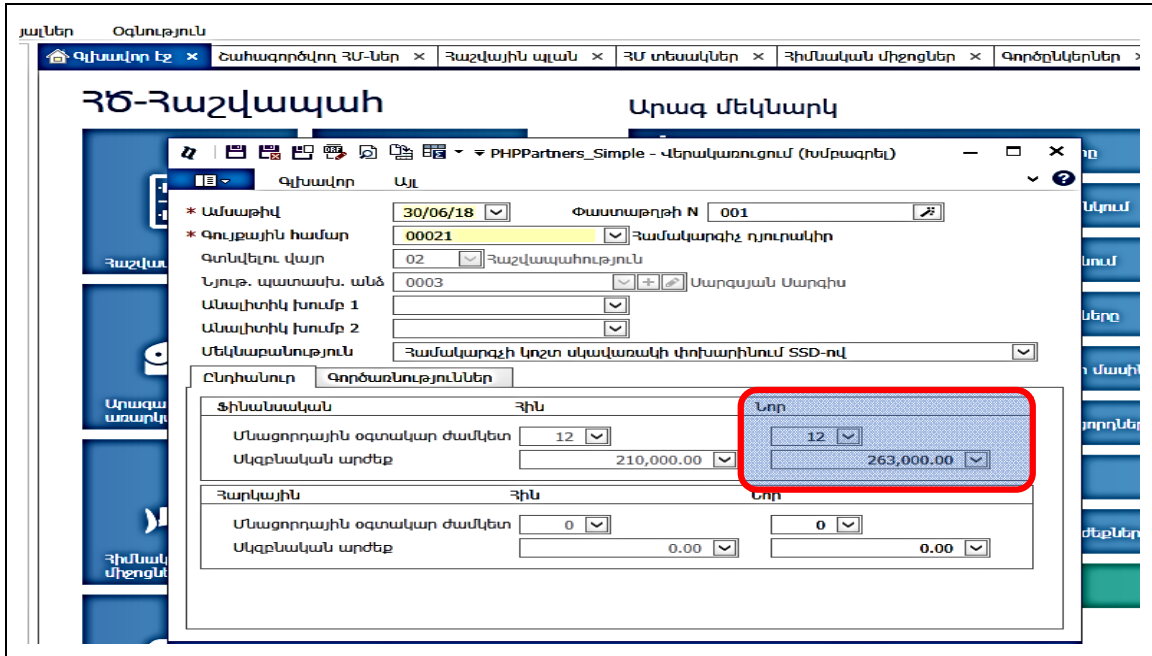 յալներ Օգնություն
Գլխավոր էջ × Շահագործվող ՀՄ-ներ × Հաշվային պլան × ՀՄ տեսակներ × Հիմնական միջոցներ × Գործընկերներ
ՀԾ-Հաշվապահ Արագ մեկնարկ
PHPPartners_Simple - Վերակառուցում (Խմբագրել)
Գլխավոր Այլ
* Ամսաթիվ 30/06/18 Փաստաթղթի N 001
* Գույքային համար 00021 Համակարգիչ դյուրակիր
Գտնվելու վայր 02 Հաշվապահություն
Նյութ. պատասխ. անձ 0003 Սարգսյան Սարգիս
Անալիտիկ խումբ 1
Անալիտիկ խումբ 2
Մեկնաբանություն Համակարգչի կոշտ սկավառակի փոխարինում SSD-ով
Ընդհանուր Գործառնություններ
Ֆինանսական Հին Նոր
Մնացորդային օգտակար ժամկետ 12 12
Սկզբնական արժեք 210,000.00 263,000.00
Հարկային Հին Նոր
Մնացորդային օգտակար ժամկետ 0 0
Սկզբնական արժեք 0.00 0.00